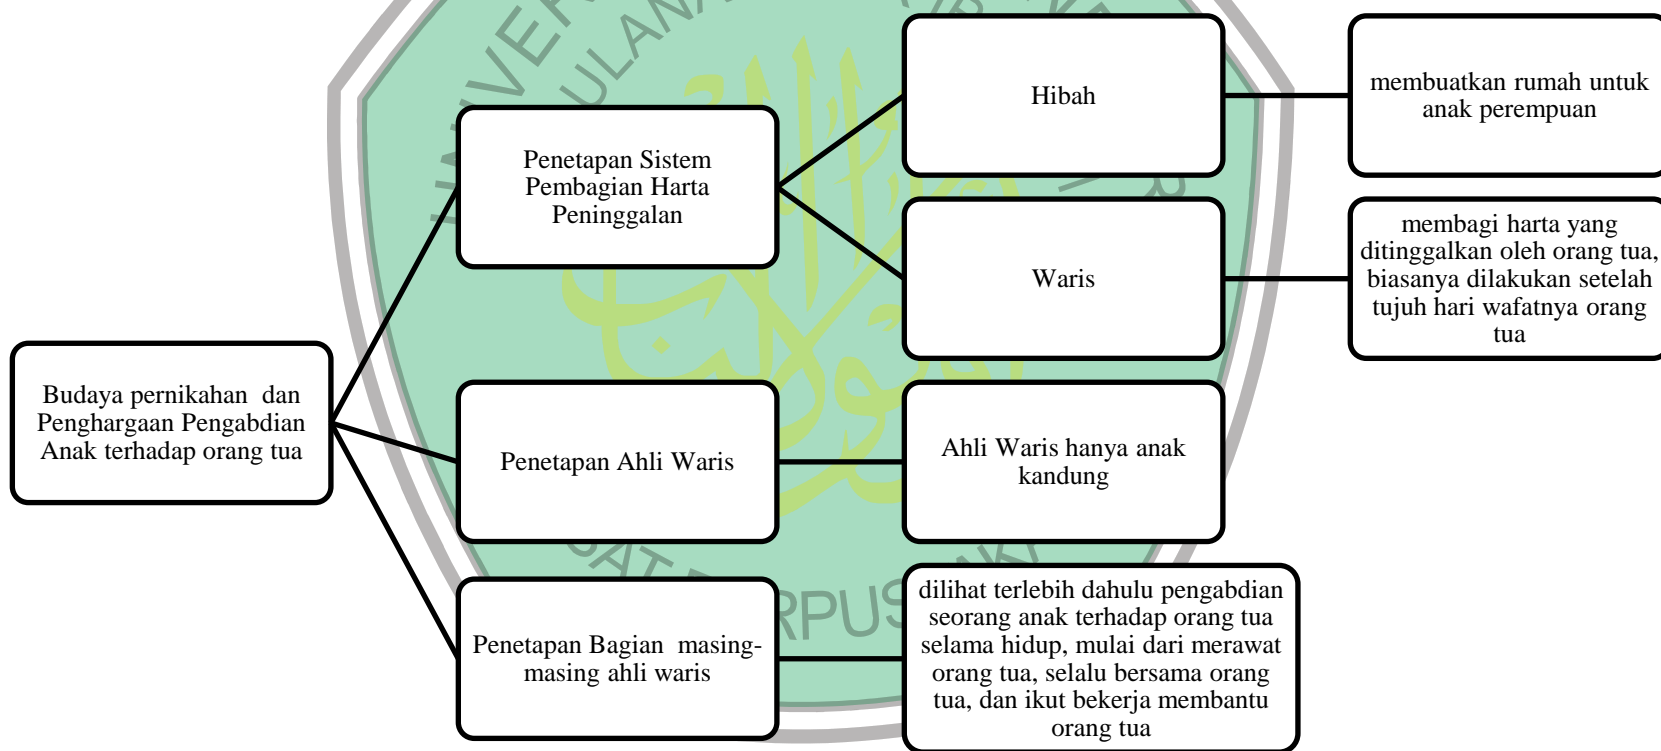 Hibah
membuatkan rumah untuk
anak perempuan
Penetapan Sistem
Pembagian Harta
Peninggalan
Waris
membagi harta yang
ditinggalkan oleh orang tua,
biasanya dilakukan setelah
tujuh hari wafatnya orang
tua
Budaya pernikahan dan
Penghargaan Pengabdian
Anak terhadap orang tua
Penetapan Ahli Waris
Ahli Waris hanya anak
kandung
Penetapan Bagian masing-
masing ahli waris
dilihat terlebih dahulu pengabdian
seorang anak terhadap orang tua
selama hidup, mulai dari merawat
orang tua, selalu bersama orang
tua, dan ikut bekerja membantu
orang tua